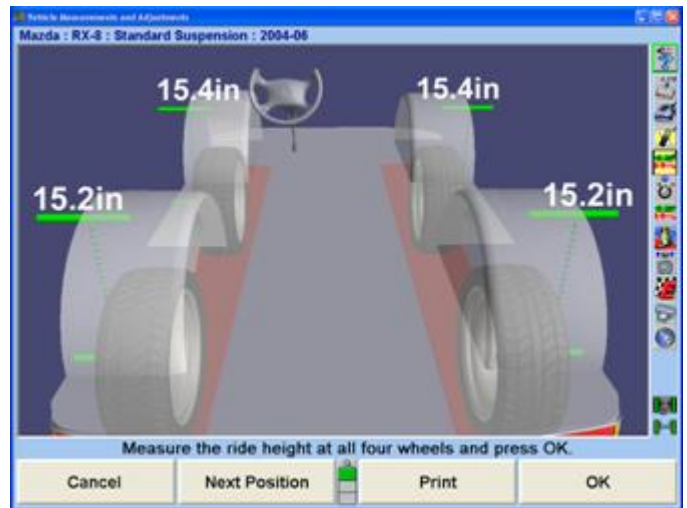 Vehicle Measurements and Adjustments
Mazda : RX-8 : Standard Suspension : 2004-06
15.4in
15.4in
15.2in
15.2in
Measure the ride height at all four wheels and press OK.
Cancel
Next Position
Print
OK